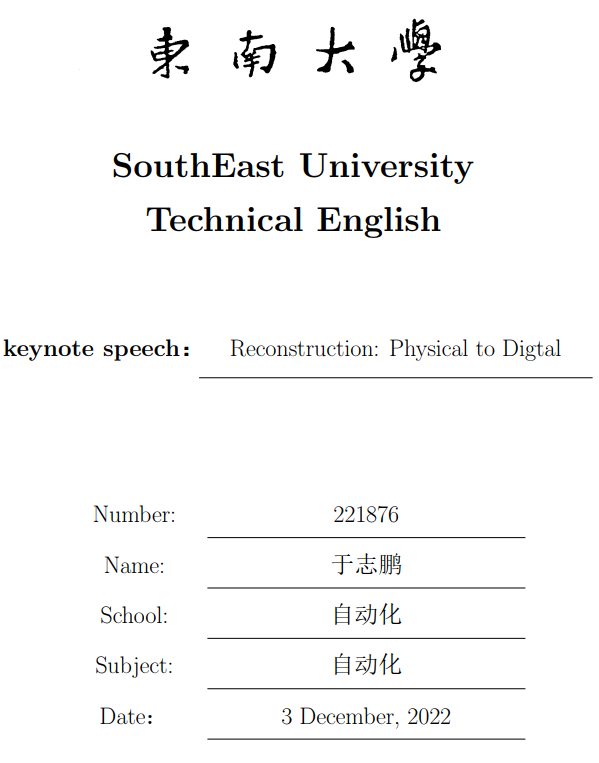 東南大學
SouthEast University
Technical English
keynote speech： Reconstruction: Physical to Digtal
Number: 221876
Name: 于志鹏
School: 自动化
Subject: 自动化
Date： 3 December, 2022